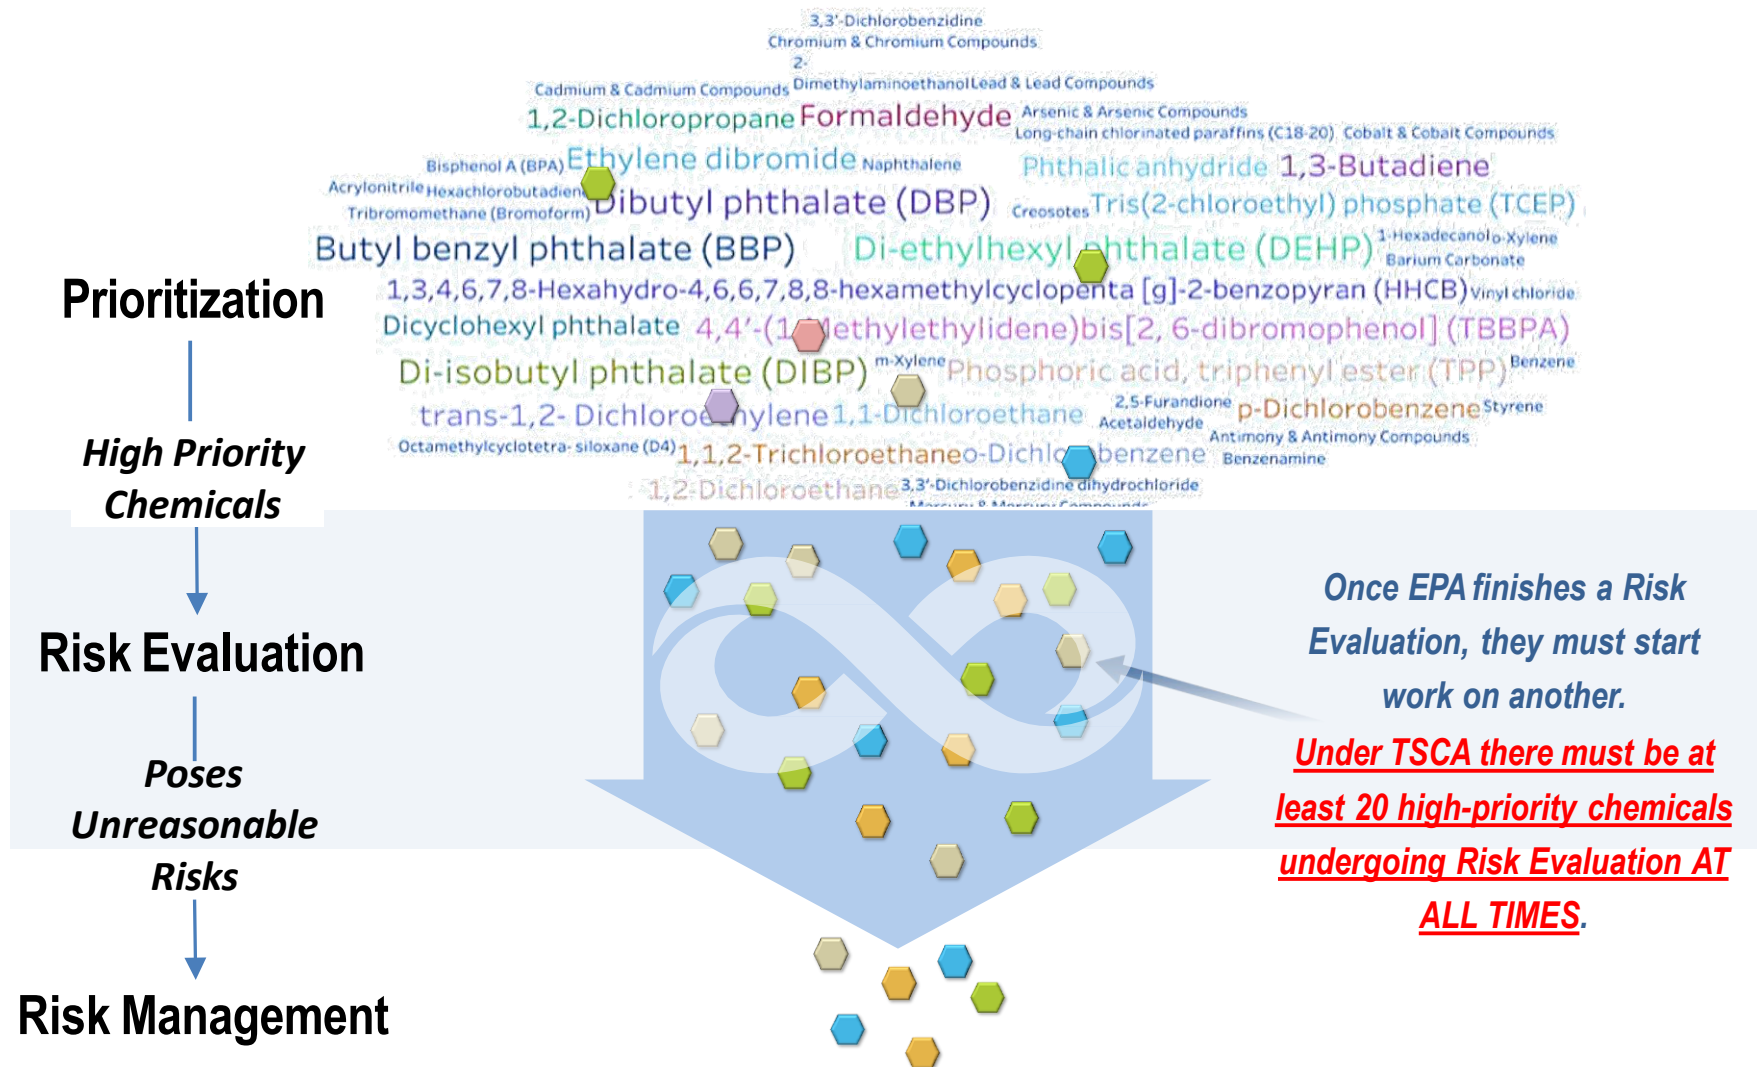 3,3'-Dichlorobenzidine
Chromium & Chromium Compounds
2-
Cadmium & Cadmium Compounds Dimethylaminoethanol Lead & Lead Compounds
1,2-Dichloropropane Formaldehyde Arsenic & Arsenic Compounds
Long-chain chlorinated paraffins (C18-20) Cobalt & Cobalt Compounds
Bisphenol A (BPA) Ethylene dibromide Naphthalene Phthalic anhydride 1,3-Butadiene
Acrylonitrile Hexachlorobutadiene
Tribromomethane (Bromoform) Dibutyl phthalate (DBP) Creosotes Tris(2-chloroethyl) phosphate (TCEP)
Butyl benzyl phthalate (BBP) Di-ethylhexyl phthalate (DEHP) 1-Hexadecanol o-Xylene
Barium Carbonate
1,3,4,6,7,8-Hexahydro-4,6,6,7,8,8-hexamethylcyclopenta [g]-2-benzopyran (HHCB) Vinyl chloride
Dicyclohexyl phthalate 4,4'-(1-Methylethylidene)bis[2, 6-dibromophenol] (TBBPA)
Di-isobutyl phthalate (DIBP) m-Xylene Phosphoric acid, triphenyl ester (TPP) Benzene
trans-1,2- Dichloroethylene 1,1-Dichloroethane 2,5-Furandione p-Dichlorobenzene Styrene
Acetaldehyde
Octamethylcyclotetra- siloxane (D4) 1,1,2-Trichloroethane o-Dichlorobenzene Antimony & Antimony Compounds
Benzenamine
1,2-Dichloroethane 3,3'-Dichlorobenzidine dihydrochloride
Mercury & Mercury Compounds
Prioritization
High Priority
Chemicals
Risk Evaluation
Poses
Unreasonable
Risks
Risk Management
Once EPA finishes a Risk
Evaluation, they must start
work on another.
Under TSCA there must be at
least 20 high-priority chemicals
undergoing Risk Evaluation AT
ALL TIMES.